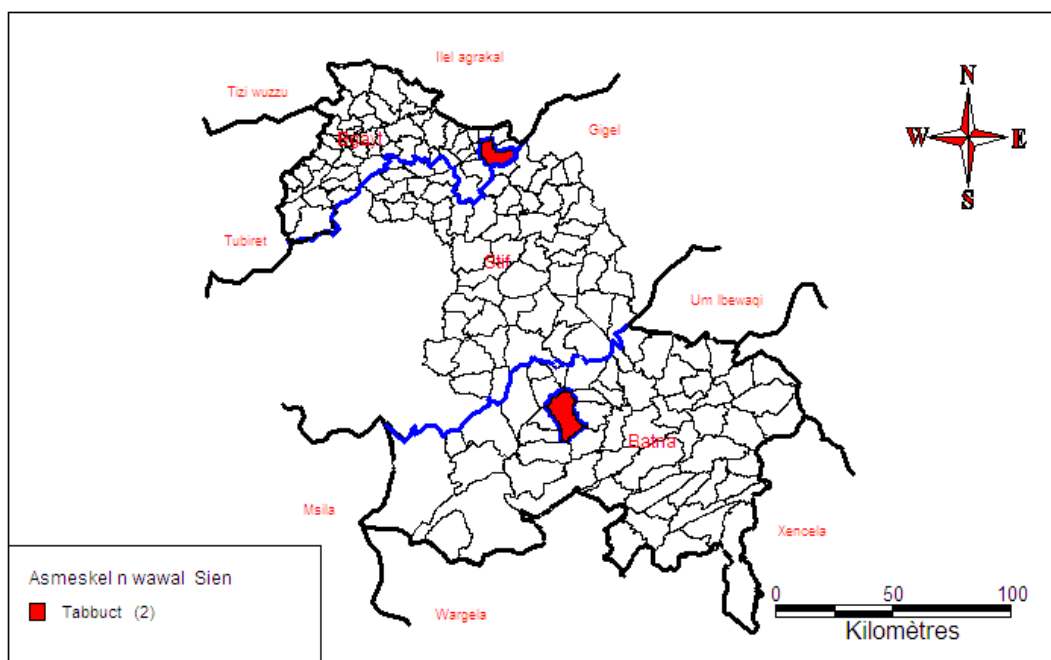 Ilel agrakal
Tizi wuzzu
Gigel
N
W E
S
Bgayt
Tubiret
Stif
Um lbewaqi
Batna
Msila
Xencela
Wargela
Asmeskel n wawal Sien
Tabbuct (2)
0 50 100
Kilomètres